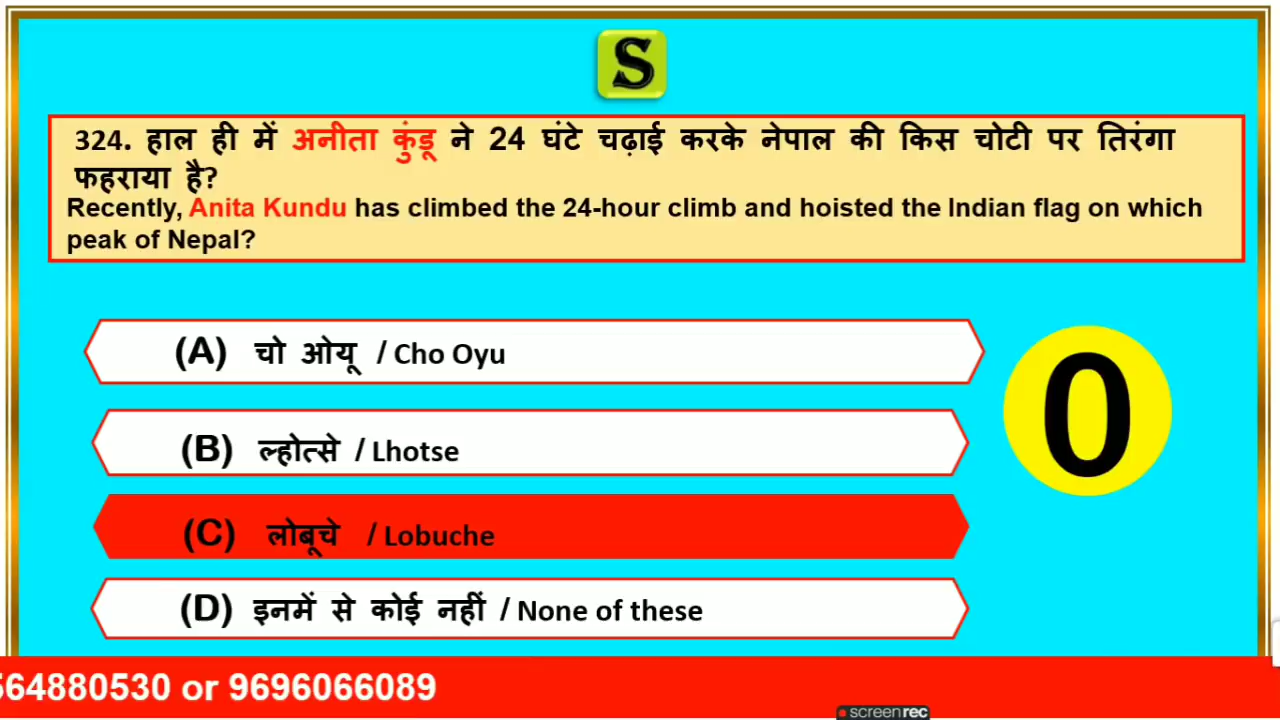 S
324. हाल ही में अनीता कुंडू ने 24 घंटे चढ़ाई करके नेपाल की किस चोटी पर तिरंगा
फहराया है?
Recently, Anita Kundu has climbed the 24-hour climb and hoisted the Indian flag on which
peak of Nepal?
(A) चो ओयू / Cho Oyu
0
(B) ल्होत्से / Lhotse
(C) लोबूचे / Lobuche
(D) इनमें से कोई नहीं / None of these
564880530 or 9696066089
screenrec